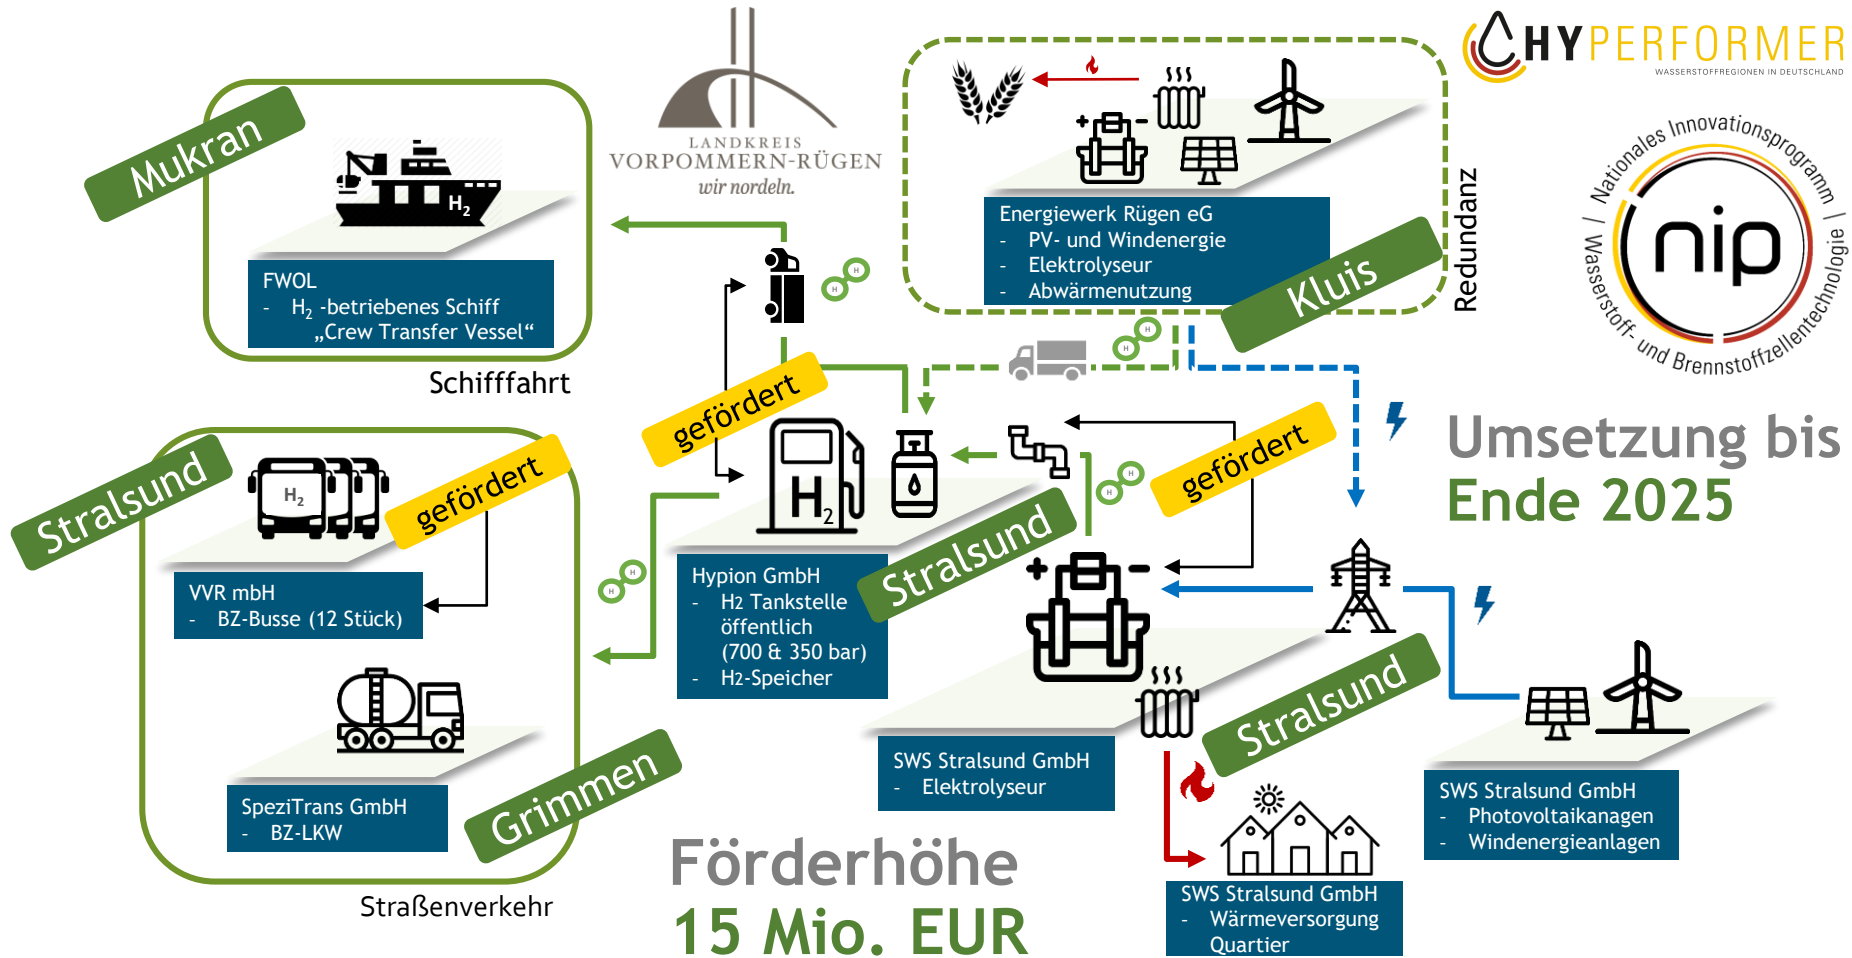 LANDKREIS
VORPOMMERN-RÜGEN
wir nordeln.
HYPERFORMER
WASSERSTOFFREGIONEN IN DEUTSCHLAND
Nationales Innovationsprogramm |
Wasserstoff- und Brennstoffzellentechnologie |
nip
Mukran
H2
FWOL
- H2 -betriebenes Schiff
„Crew Transfer Vessel“
Schifffahrt
H H
Energiewerk Rügen eG
- PV- und Windenergie
- Elektrolyseur
- Abwärmenutzung
Kluis
Redundanz
H H
gefördert
gefördert
H H
Umsetzung bis
Ende 2025
Stralsund
H2
gefördert
VVR mbH
- BZ-Busse (12 Stück)
H H
SpeziTrans GmbH
- BZ-LKW
Grimmen
Straßenverkehr
H2
Stralsund
Hypion GmbH
- H2 Tankstelle
öffentlich
(700 & 350 bar)
- H2-Speicher
SWS Stralsund GmbH
- Elektrolyseur
Stralsund
SWS Stralsund GmbH
- Photovoltaikanagen
- Windenergieanlagen
SWS Stralsund GmbH
- Wärmeversorgung
Quartier
Förderhöhe
15 Mio. EUR